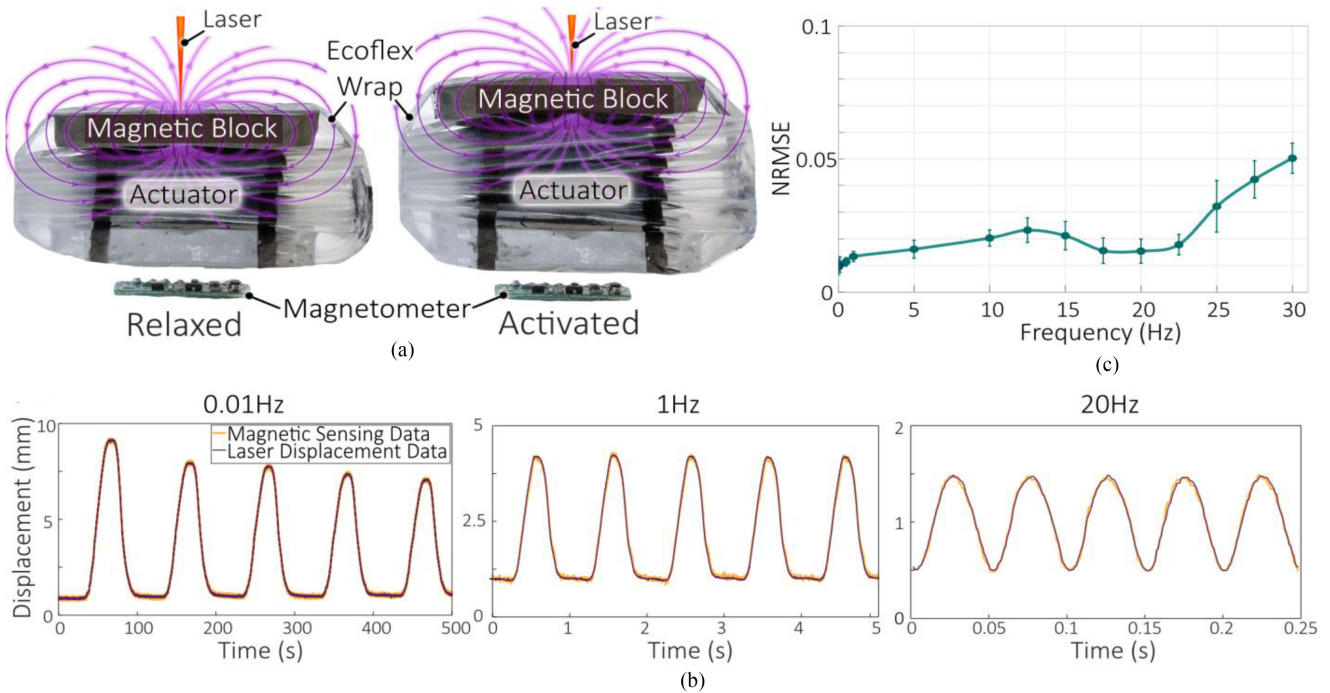 Laser
Ecoflex
Wrap
Magnetic Block
Actuator
Laser
Magnetic Block
Actuator
Magnetometer
Relaxed
Activated
(a)
0.1
0.05
0
NRMSE
0 5 10 15 20 25 30
Frequency (Hz)
(c)
0.01Hz
Displacement (mm)
10
5
0
Magnetic Sensing Data
Laser Displacement Data
0 100 200 300 400 500
Time (s)
1Hz
5
2.5
0
0 1 2 3 4 5
Time (s)
20Hz
2
1
0
0 0.05 0.1 0.15 0.2 0.25
Time (s)
(b)